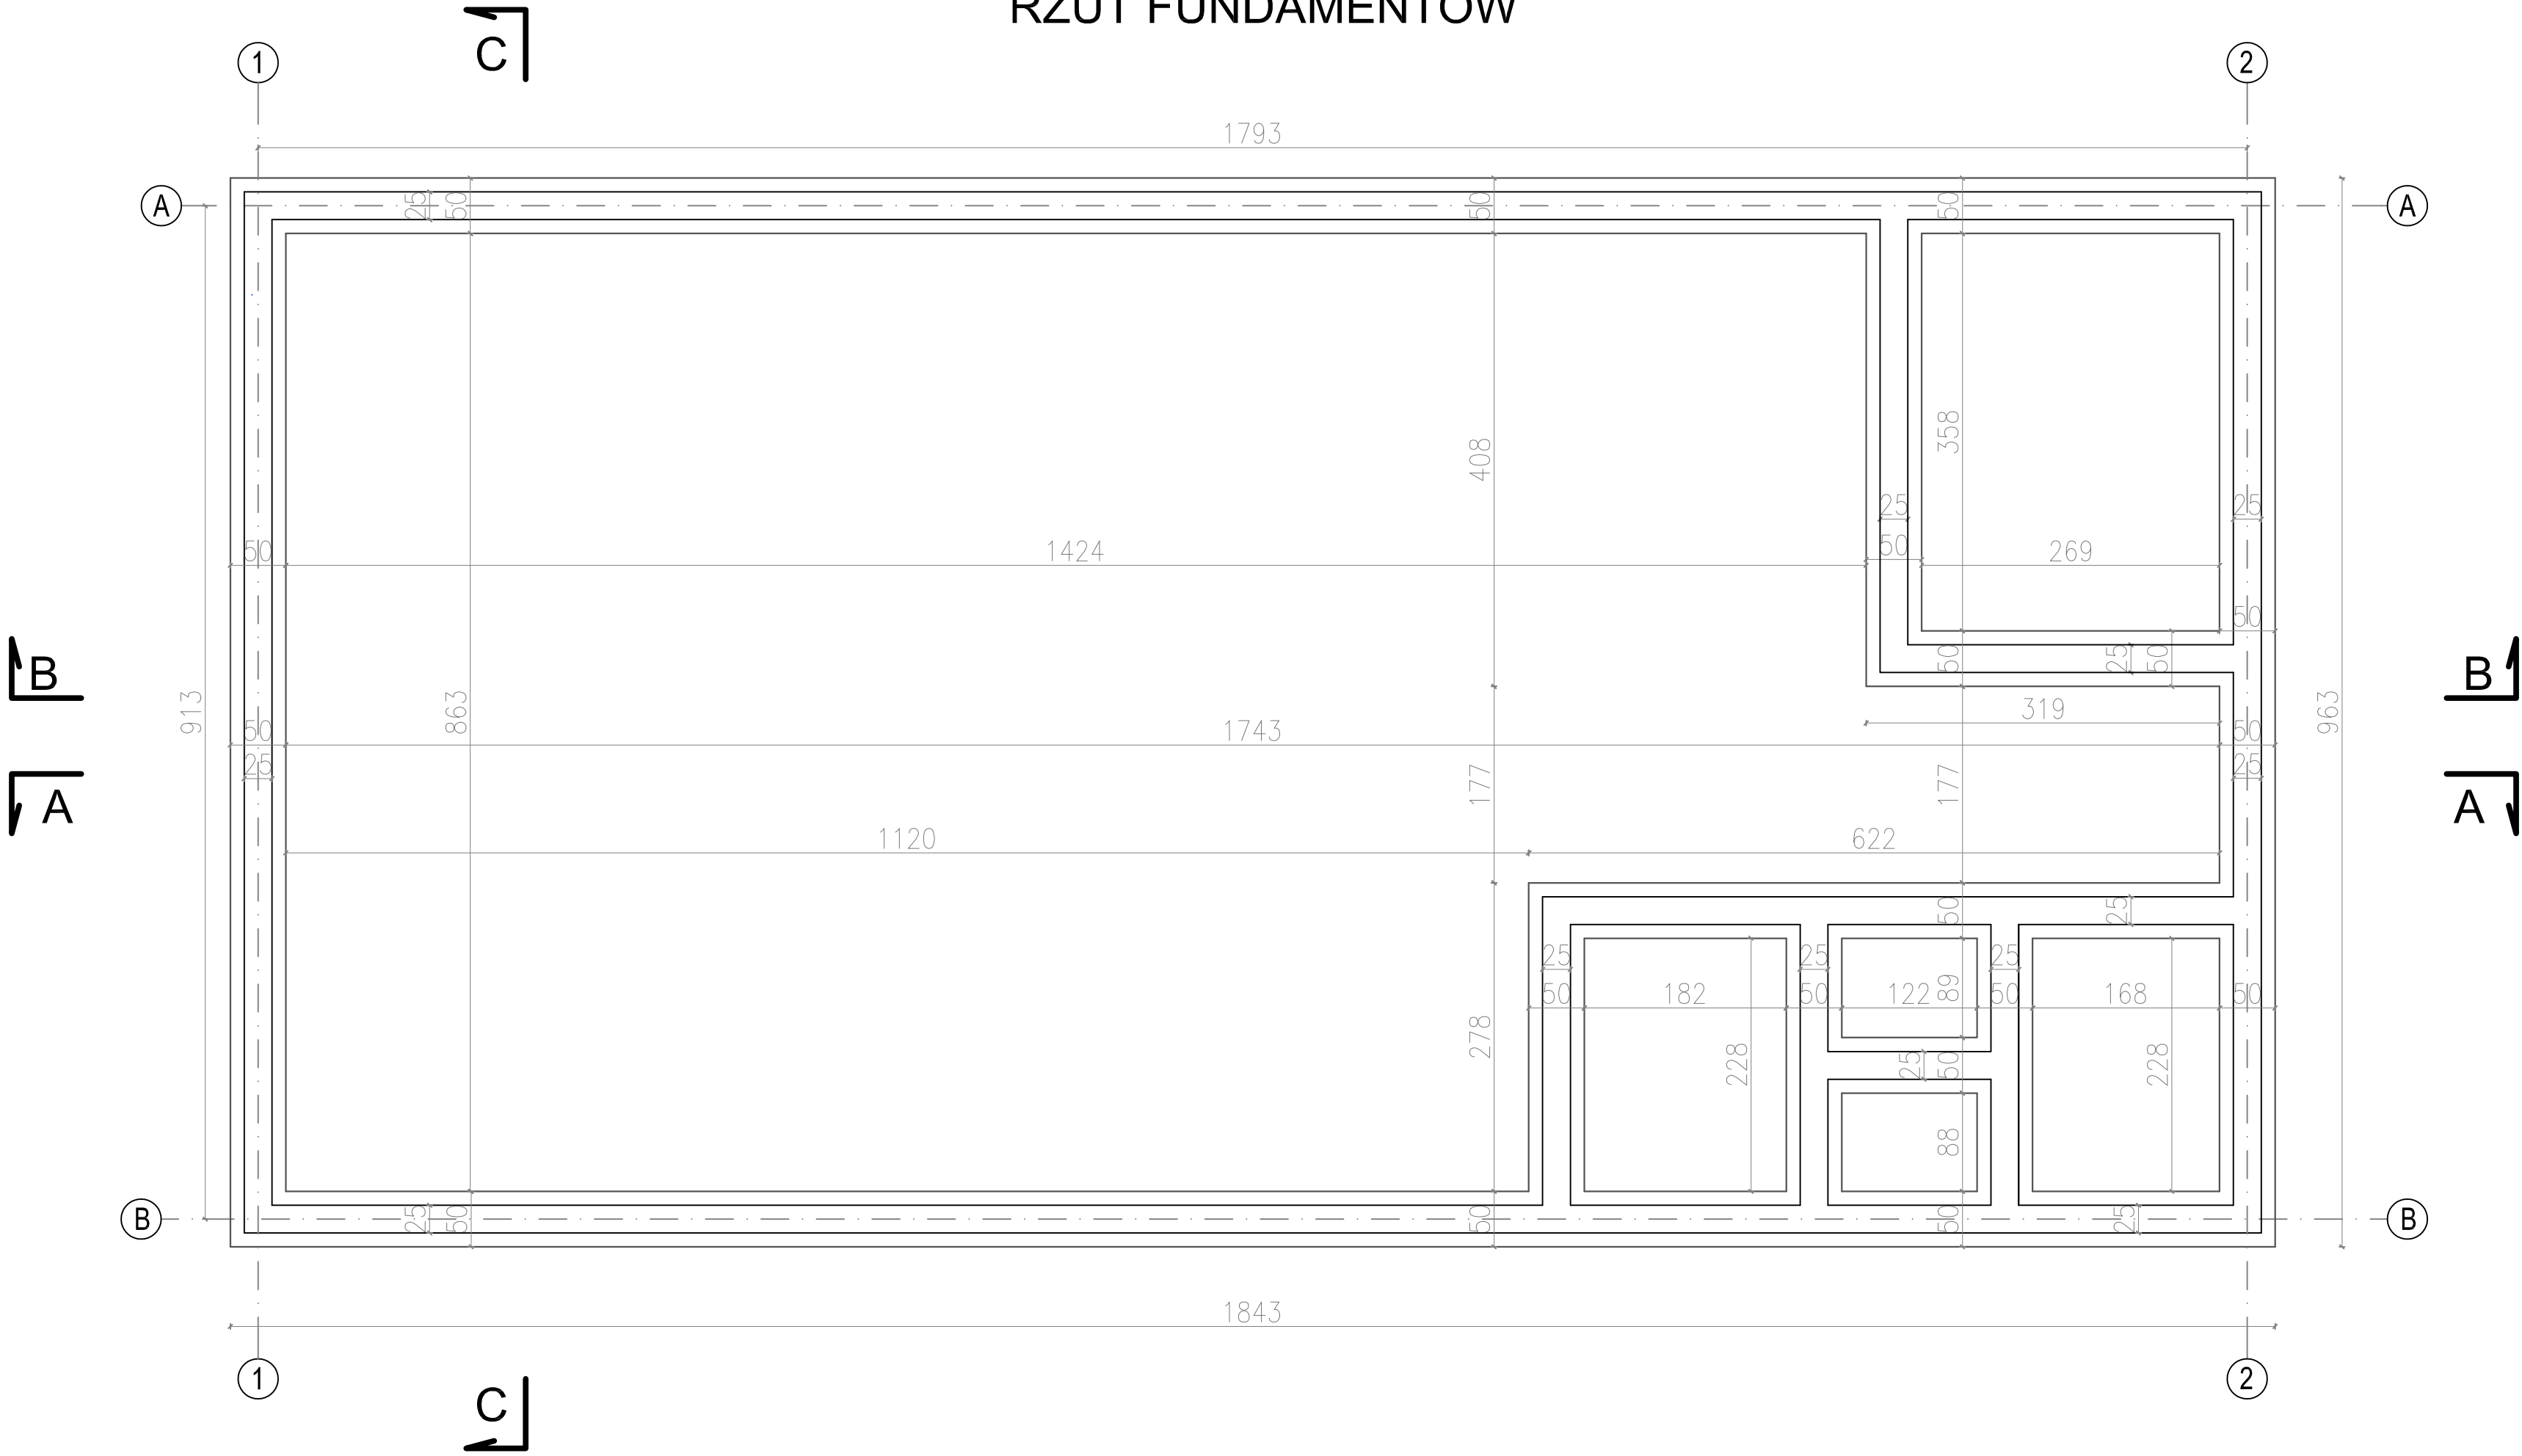 RZUT FUNDAMENTÓW
C
1 2
1793
A A
25 50 50 50
408 358
25 25
50 1424 50 269
50
B 50 25 50 B
913 863 319 963
50 1743 50
25 177 177 25
A A
1120 622
50 25
25 25 25
50 182 50 122 89 50 168 50
278 228 25 50 228
88
B 25 50 50 50 25 B
1843
1 2
C